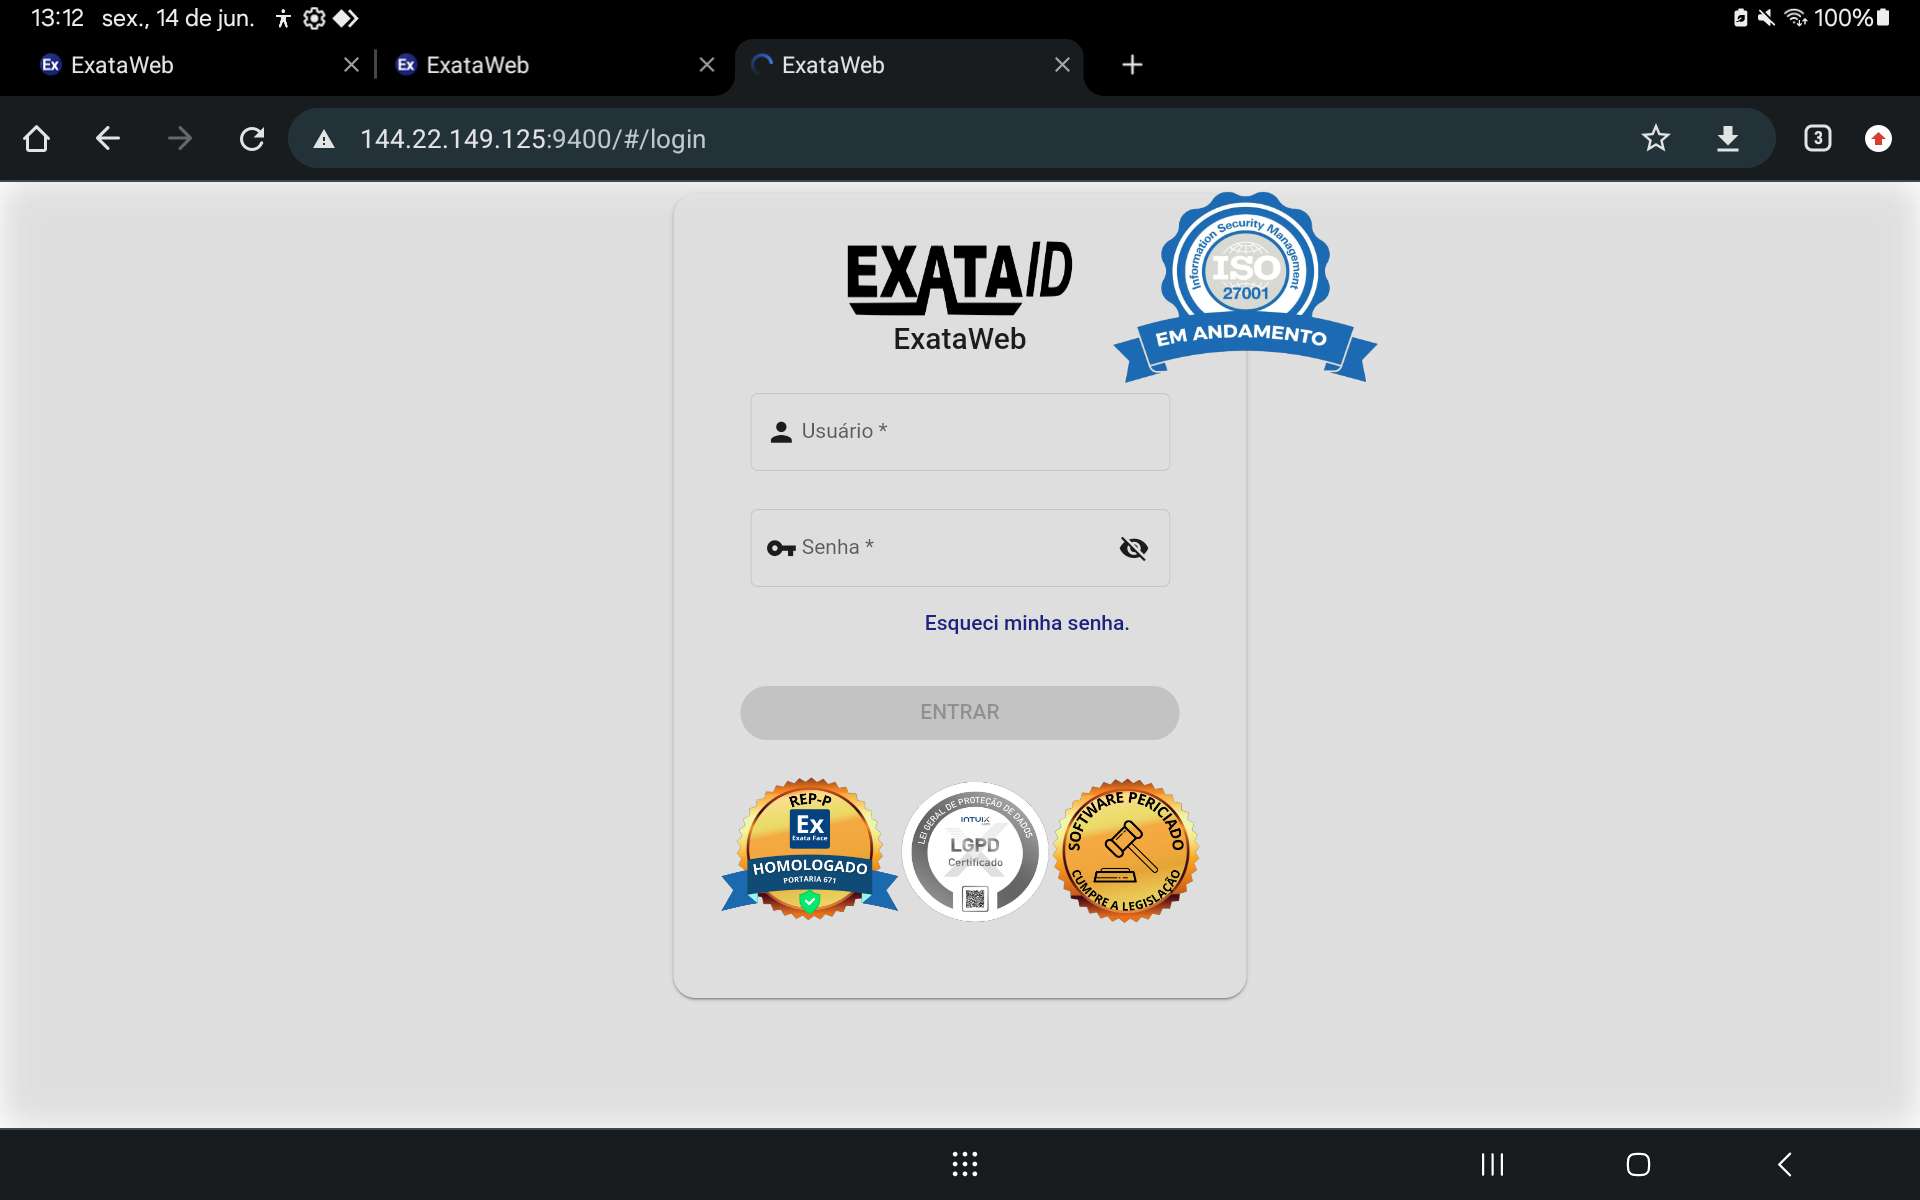 13:12 sex., 14 de jun. 100%
Ex ExataWeb Ex ExataWeb ExataWeb
144.22.149.125:9400/#/login 3
EXATAID
ExataWeb
Information Security Management
ISO
27001
EM ANDAMENTO
Usuário *
Senha *
Esqueci minha senha.
ENTRAR
REP-P
Ex
Exata Face
HOMOLOGADO
PORTARIA 671
LEI GERAL DE PROTEÇÃO DE DADOS
INTUIX
LGPD
Certificado
SOFTWARE PERICIADO
CUMPRE A LEGISLAÇÃO